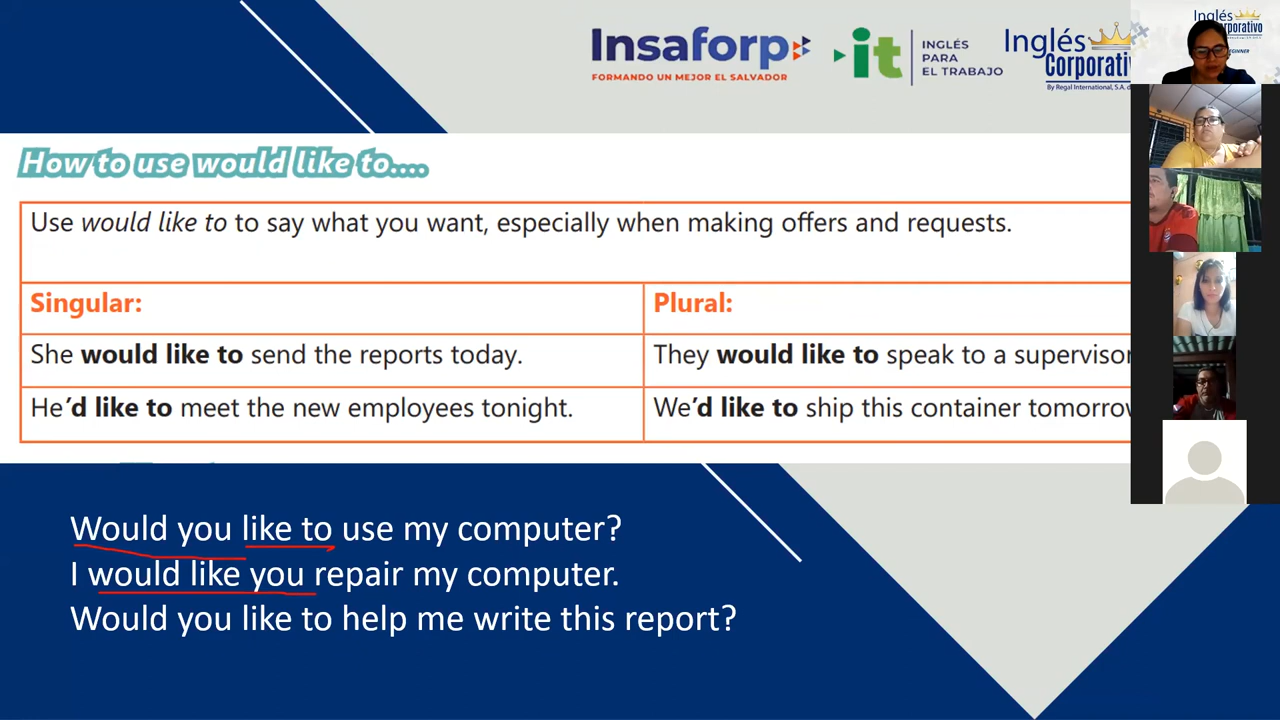 Insaforp
FORMANDO UN MEJOR EL SALVADOR
it
INGLÉS
PARA
EL TRABAJO
Inglés
Corporativ
By Regal International, S.A. d
Inglés
How to use would like to....
Use would like to to say what you want, especially when making offers and requests.
Singular:
Plural:
She would like to send the reports today.
They would like to speak to a supervisor
He'd like to meet the new employees tonight.
We'd like to ship this container tomorrow
Would you like to use my computer?
I would like you repair my computer.
Would you like to help me write this report?